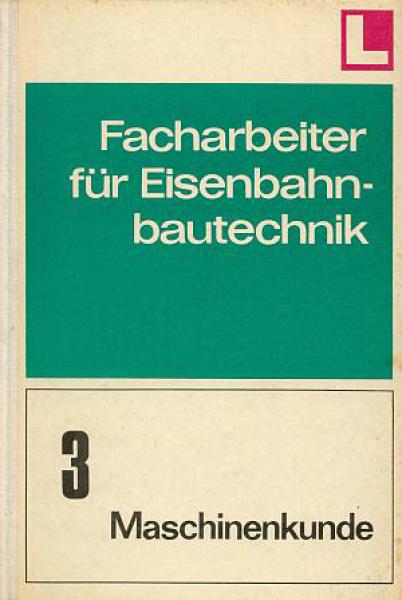 L
Facharbeiter
für Eisenbahn-
bautechnik
3
Maschinenkunde